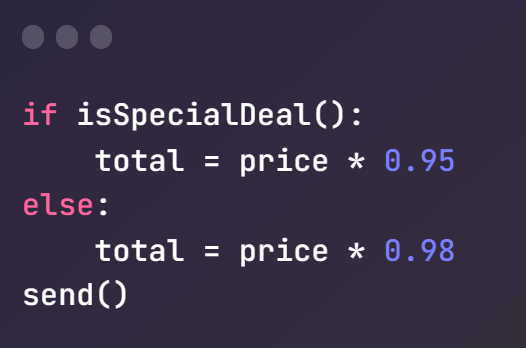 if isSpecialDeal():
    total = price * 0.95
else:
    total = price * 0.98
send()